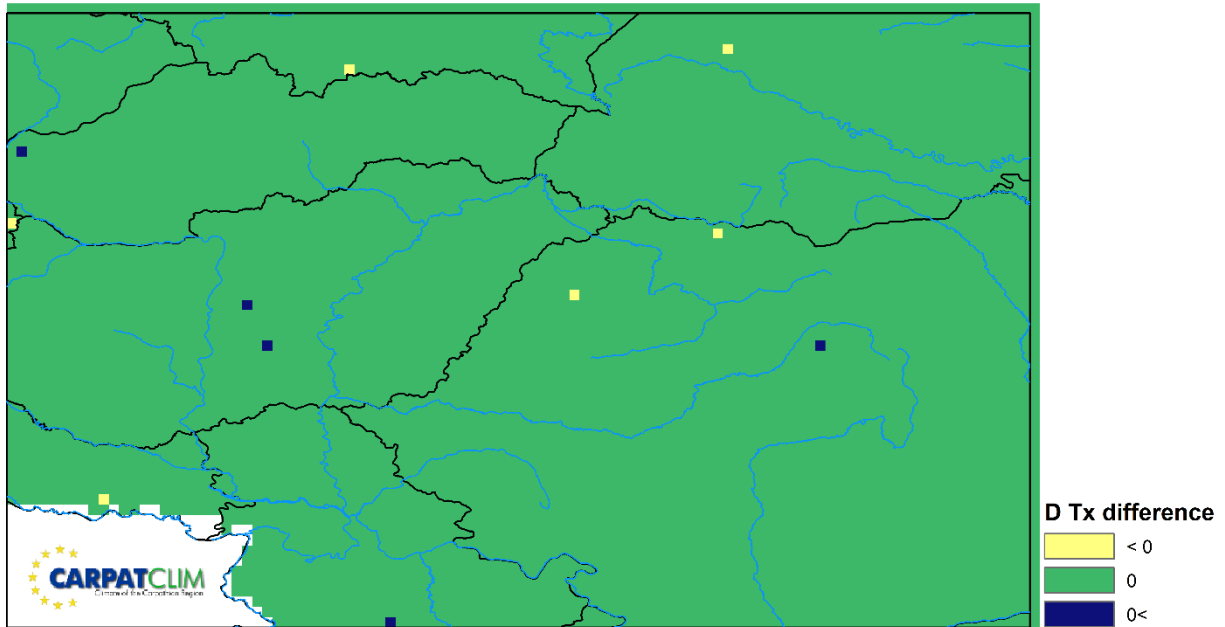 D Tx difference
< 0
0
0<
CARPATCLIM
Climate of the Carpathian Region